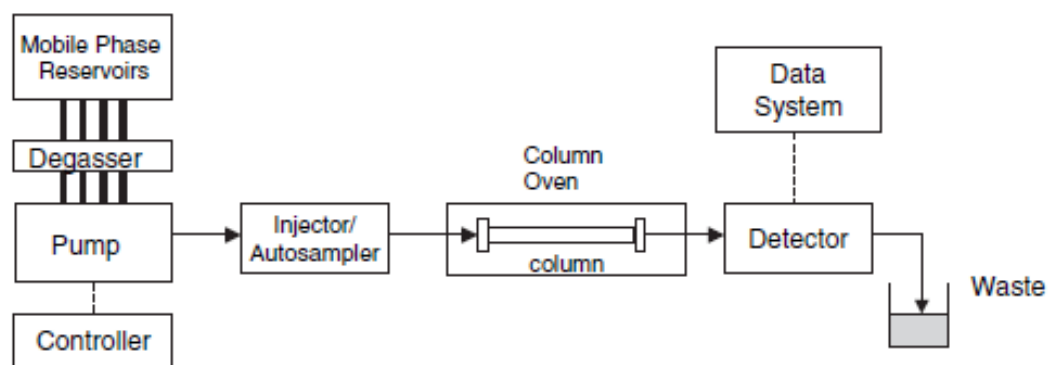 Mobile Phase
Reservoirs
Degasser
Pump
Controller
Injector/
Autosampler
Column
Oven
column
Data
System
Detector
Waste